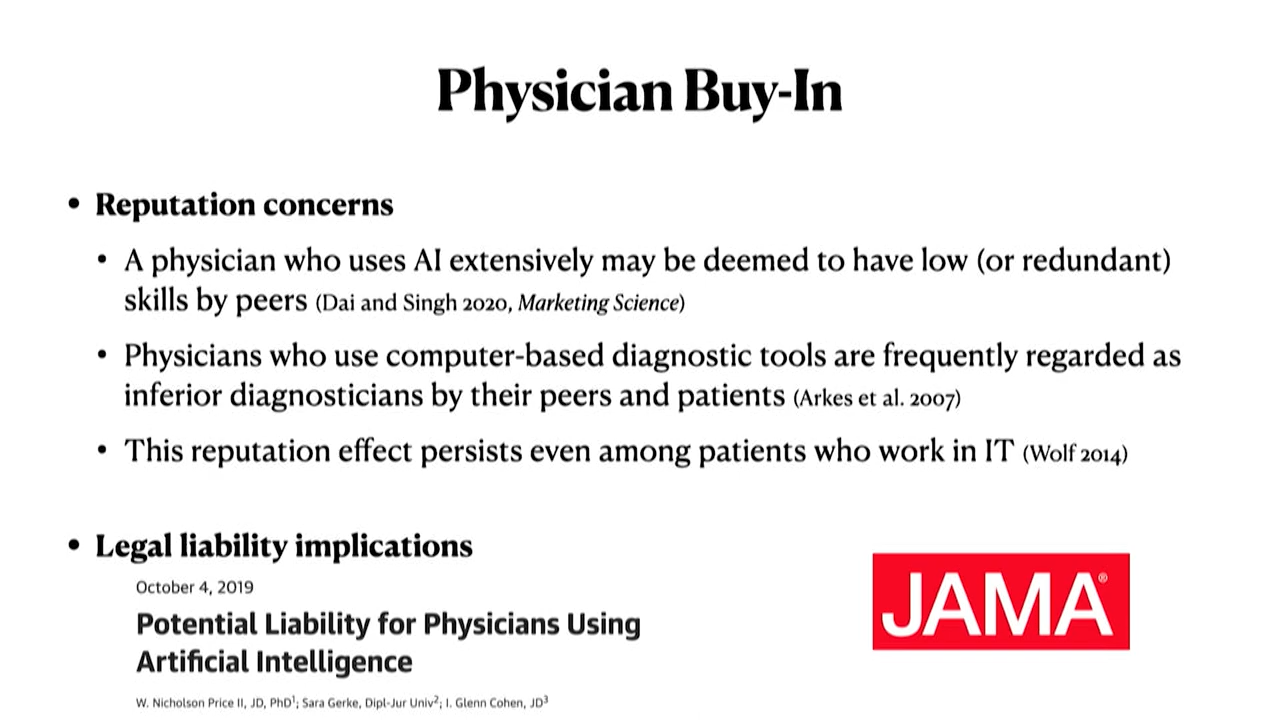 Physician Buy-In
• Reputation concerns
• A physician who uses AI extensively may be deemed to have low (or redundant)
skills by peers (Dai and Singh 2020, Marketing Science)
• Physicians who use computer-based diagnostic tools are frequently regarded as
inferior diagnosticians by their peers and patients (Arkes et al. 2007)
• This reputation effect persists even among patients who work in IT (Wolf 2014)
• Legal liability implications
October 4, 2019
Potential Liability for Physicians Using
Artificial Intelligence
W. Nicholson Price II, JD, PhD¹; Sara Gerke, Dipl-Jur Univ²; I. Glenn Cohen, JD³
JAMA®